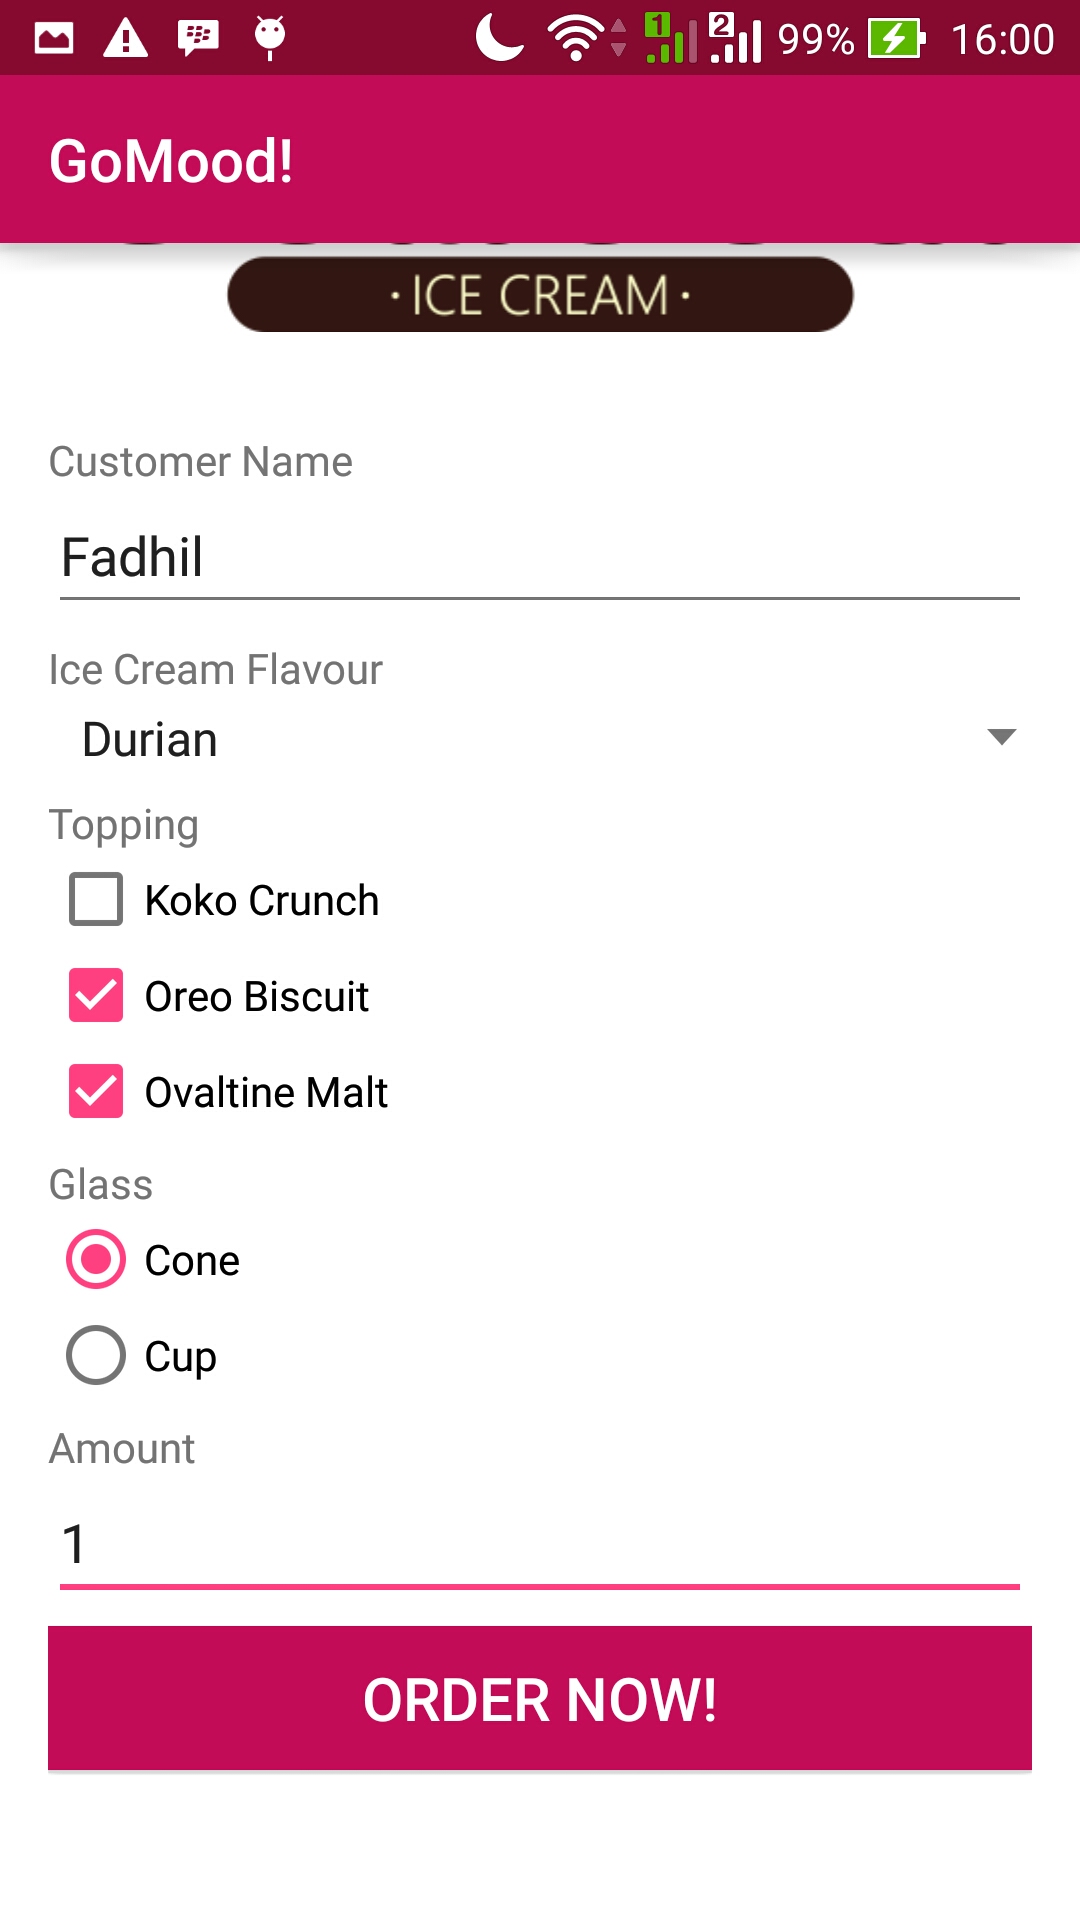 1 2 99% 16:00
GoMood!
· ICE CREAM ·
Customer Name
Fadhil
Ice Cream Flavour
Durian
Topping
Koko Crunch
Oreo Biscuit
Ovaltine Malt
Glass
Cone
Cup
Amount
1
ORDER NOW!